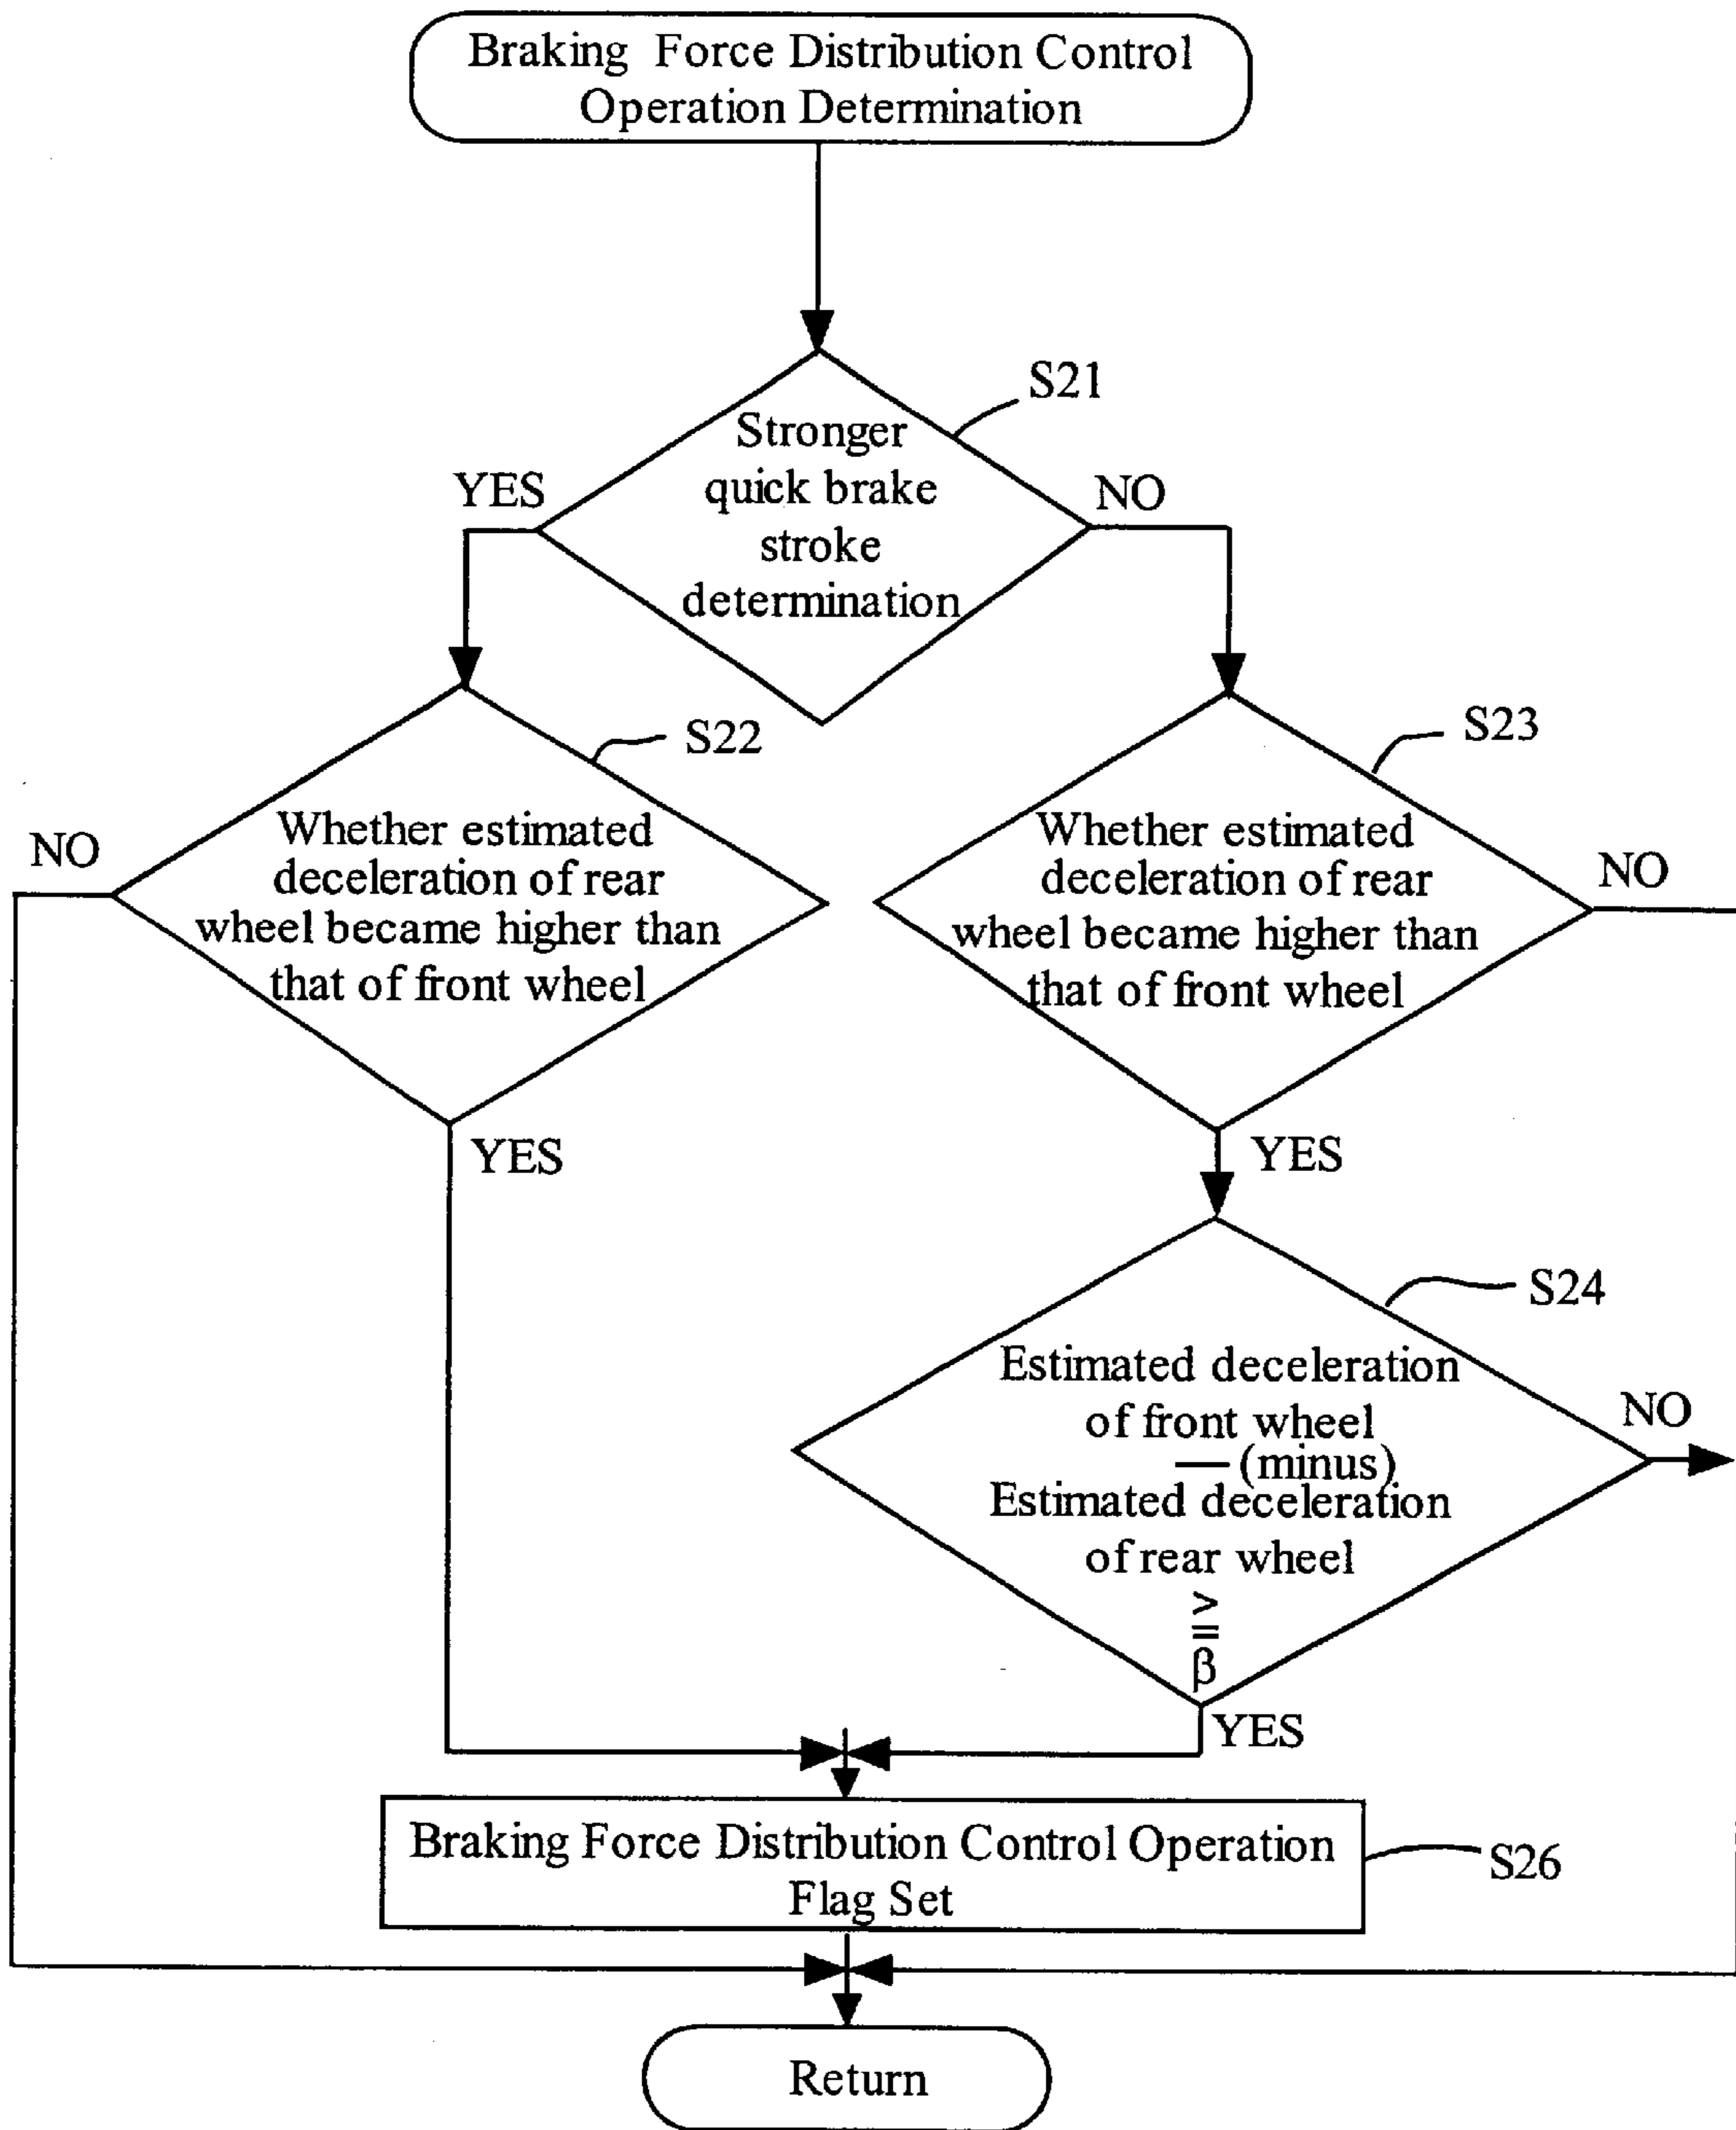 Braking Force Distribution Control
Operation Determination
S21
Stronger
quick brake
stroke
determination
YES
NO
S22
S23
Whether estimated
deceleration of rear
wheel became higher than
that of front wheel
NO
YES
Whether estimated
deceleration of rear
wheel became higher than
that of front wheel
NO
YES
S24
Estimated deceleration
of front wheel
— (minus)
Estimated deceleration
of rear wheel
≧
β
NO
YES
Braking Force Distribution Control Operation
Flag Set
S26
Return